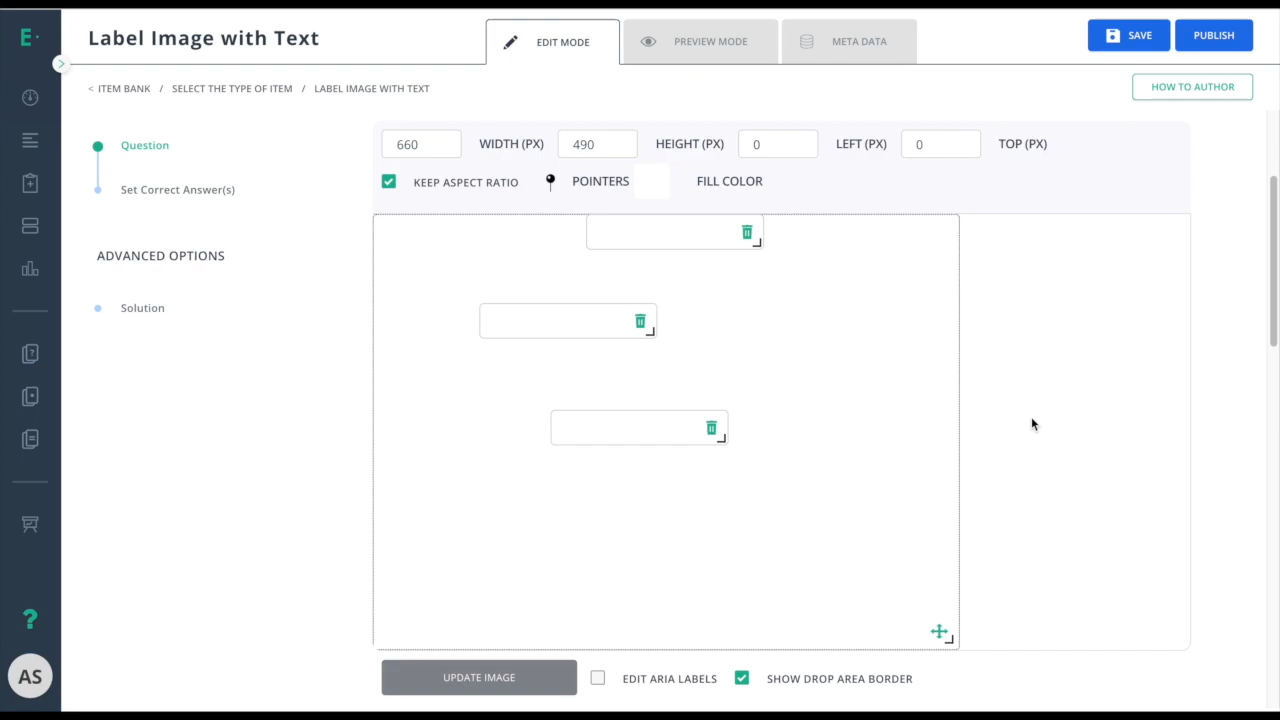 E·
Label Image with Text
EDIT MODE
PREVIEW MODE
META DATA
SAVE
PUBLISH
< ITEM BANK / SELECT THE TYPE OF ITEM / LABEL IMAGE WITH TEXT
HOW TO AUTHOR
Question
Set Correct Answer(s)
ADVANCED OPTIONS
Solution
660 WIDTH (PX) 490 HEIGHT (PX) 0 LEFT (PX) 0 TOP (PX)
KEEP ASPECT RATIO POINTERS FILL COLOR
UPDATE IMAGE EDIT ARIA LABELS SHOW DROP AREA BORDER
?
AS